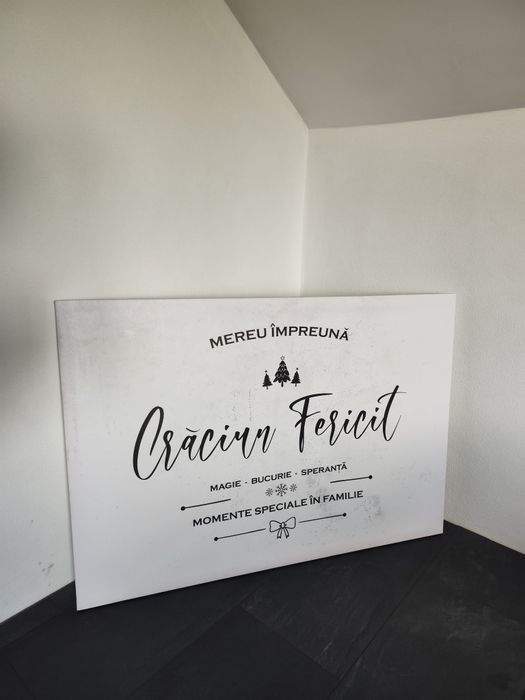 MEREU ÎMPREUNĂ
Crăciun Fericit
MAGIE · BUCURIE · SPERANȚĂ
MOMENTE SPECIALE ÎN FAMILIE